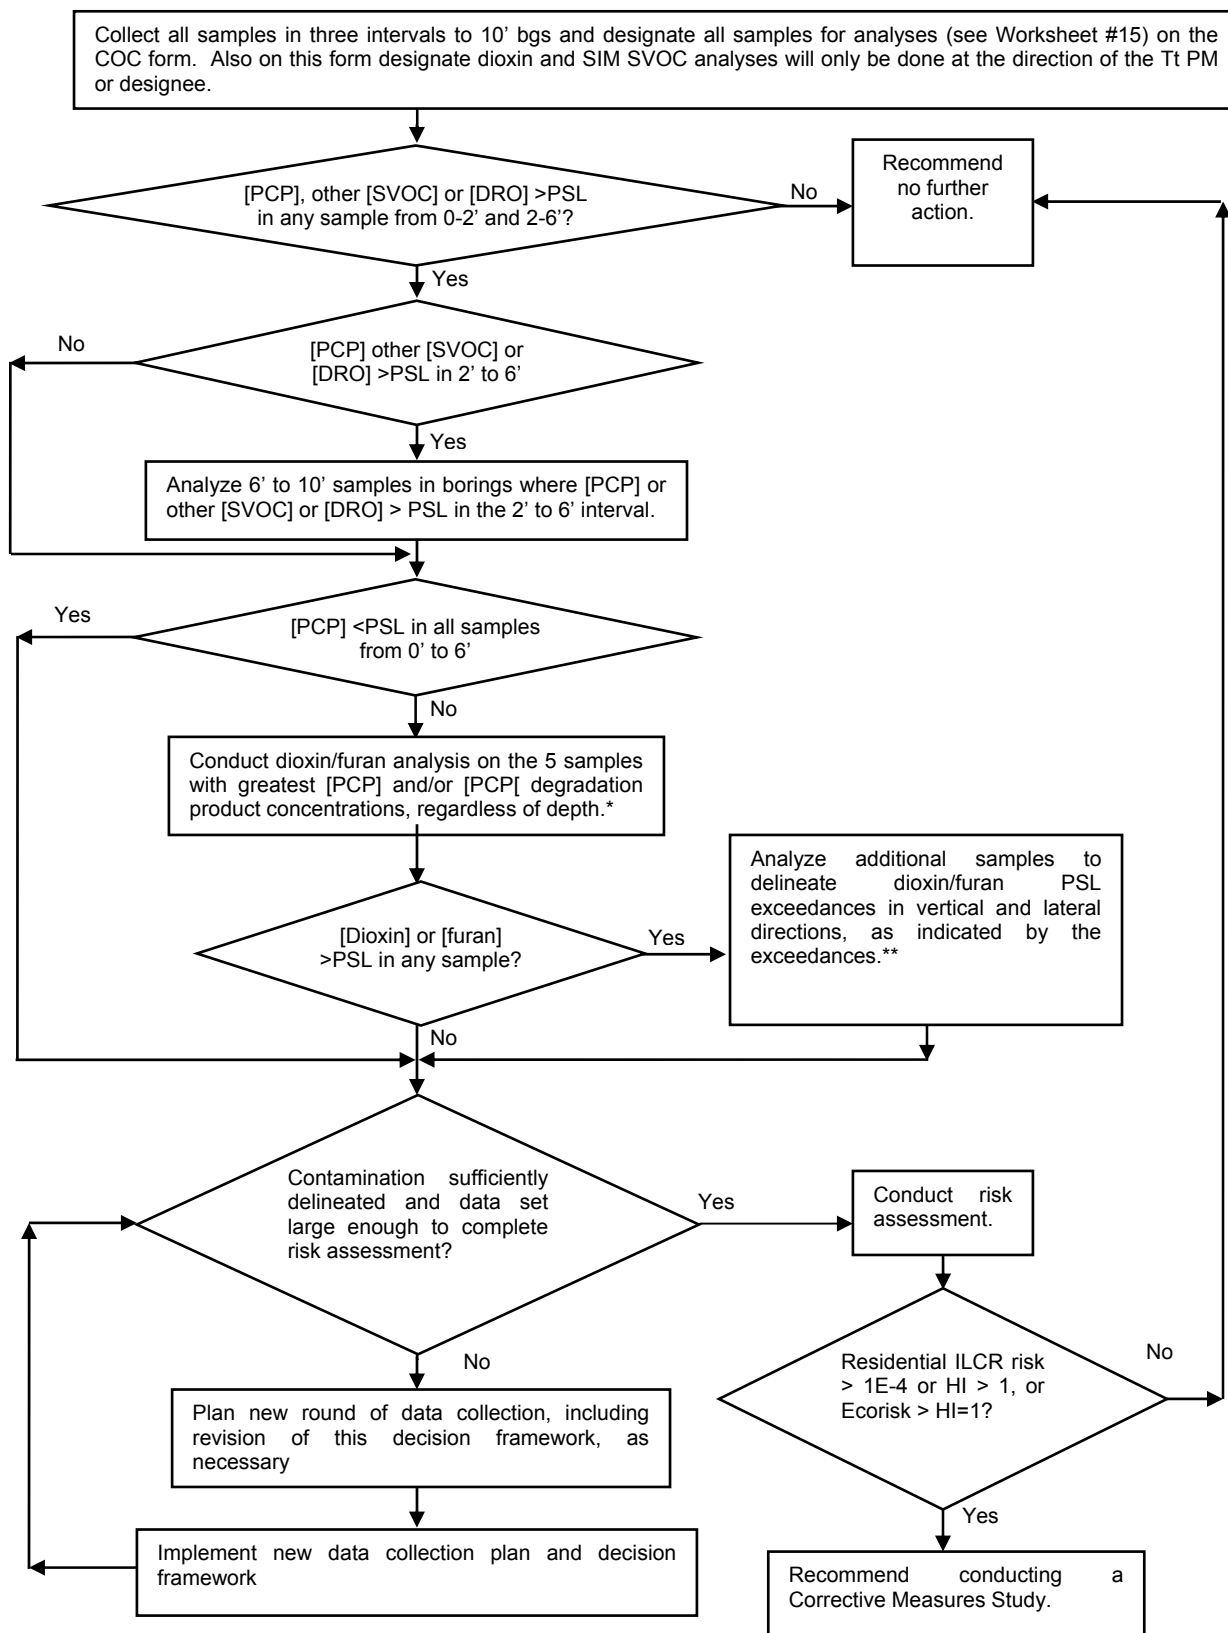 Collect all samples in three intervals to 10’ bgs and designate all samples for analyses (see Worksheet #15) on the
COC form. Also on this form designate dioxin and SIM SVOC analyses will only be done at the direction of the Tt PM
or designee.
[PCP], other [SVOC] or [DRO] >PSL
in any sample from 0-2’ and 2-6’?
No
Recommend
no further
action.
Yes
No
[PCP] other [SVOC] or
[DRO] >PSL in 2’ to 6’
Yes
Analyze 6’ to 10’ samples in borings where [PCP] or
other [SVOC] or [DRO] > PSL in the 2’ to 6’ interval.
Yes
[PCP] <PSL in all samples
from 0’ to 6’
No
Conduct dioxin/furan analysis on the 5 samples
with greatest [PCP] and/or [PCP[ degradation
product concentrations, regardless of depth.*
[Dioxin] or [furan]
>PSL in any sample?
Yes
Analyze additional samples to
delineate dioxin/furan PSL
exceedances in vertical and lateral
directions, as indicated by the
exceedances.**
No
Contamination sufficiently
delineated and data set
large enough to complete
risk assessment?
Yes
Conduct risk
assessment.
No
Residential ILCR risk
> 1E-4 or HI > 1, or
Ecorisk > HI=1?
No
Plan new round of data collection, including
revision of this decision framework, as
necessary
Yes
Implement new data collection plan and decision
framework
Recommend conducting a
Corrective Measures Study.